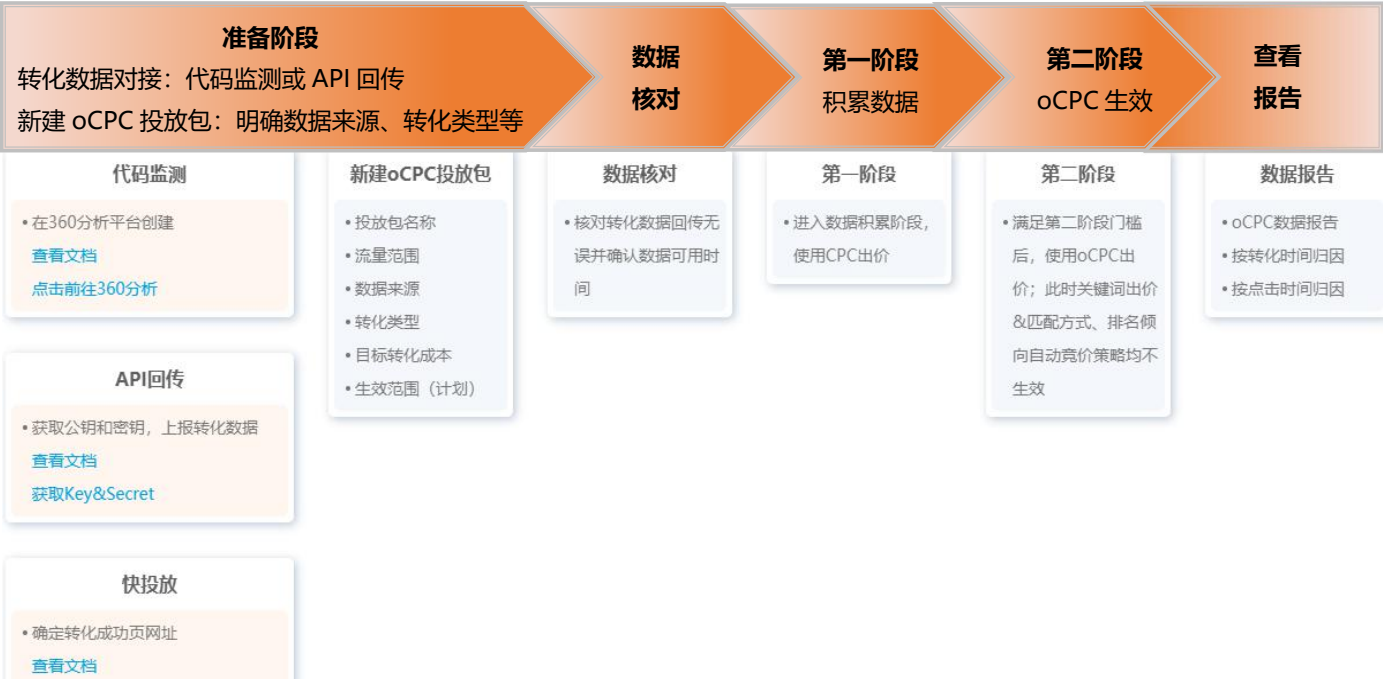 准备阶段
转化数据对接：代码监测或 API 回传
新建 oCPC 投放包：明确数据来源、转化类型等
数据
核对
第一阶段
积累数据
第二阶段
oCPC 生效
查看
报告
代码监测
•在360分析平台创建
查看文档
点击前往360分析
API回传
•获取公钥和密钥，上报转化数据
查看文档
获取Key&Secret
快投放
•确定转化成功页网址
查看文档
新建oCPC投放包
•投放包名称
•流量范围
•数据来源
•转化类型
•目标转化成本
•生效范围（计划）
数据核对
•核对转化数据回传无
误并确认数据可用时
间
第一阶段
•进入数据积累阶段，
使用CPC出价
第二阶段
•满足第二阶段门槛
后，使用oCPC出
价；此时关键词出价
&匹配方式、排名倾
向自动竞价策略均不
生效
数据报告
•oCPC数据报告
•按转化时间归因
•按点击时间归因